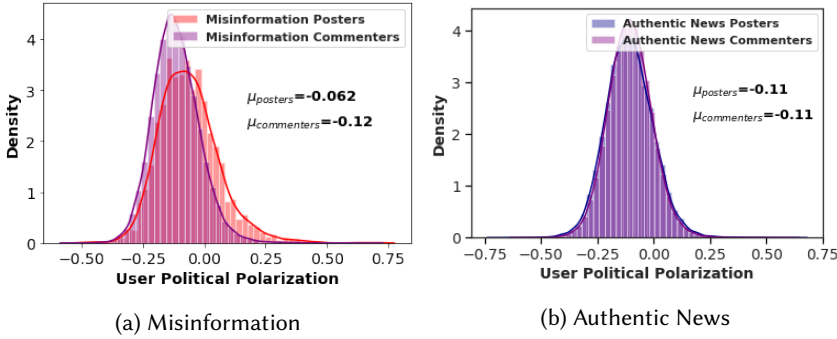 Misinformation Posters
Misinformation Commenters
μposters=-0.062
μcommenters=-0.12
Density
4
3
2
1
0
−0.50 −0.25 0.00 0.25 0.50 0.75
User Political Polarization
(a) Misinformation
Authentic News Posters
Authentic News Commenters
μposters=-0.11
μcommenters=-0.11
Density
4
3
2
1
0
−0.75 −0.50 −0.25 0.00 0.25 0.50 0.75
User Political Polarization
(b) Authentic News